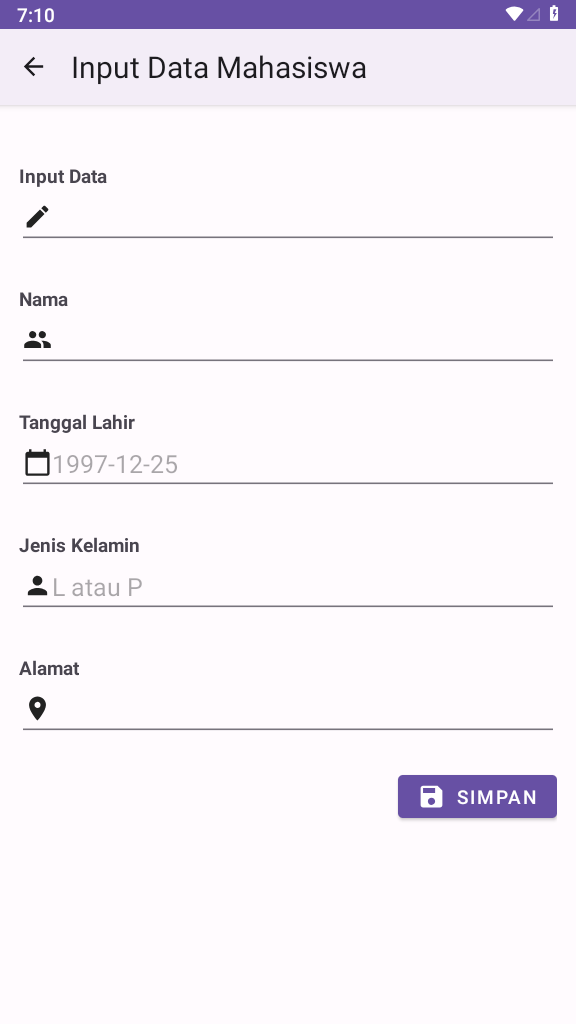 7:10
Input Data Mahasiswa
Input Data
Nama
Tanggal Lahir
1997-12-25
Jenis Kelamin
L atau P
Alamat
SIMPAN